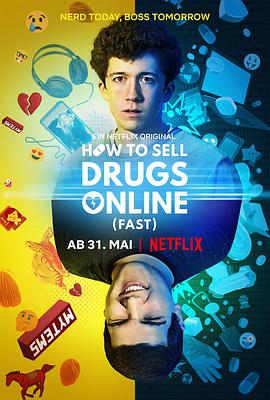 NERD TODAY, BOSS TOMORROW
EIN NETFLIX ORIGINAL
HOW TO SELL
DRUGS
ONLINE
(FAST)
AB 31. MAI | NETFLIX
MYTEMS